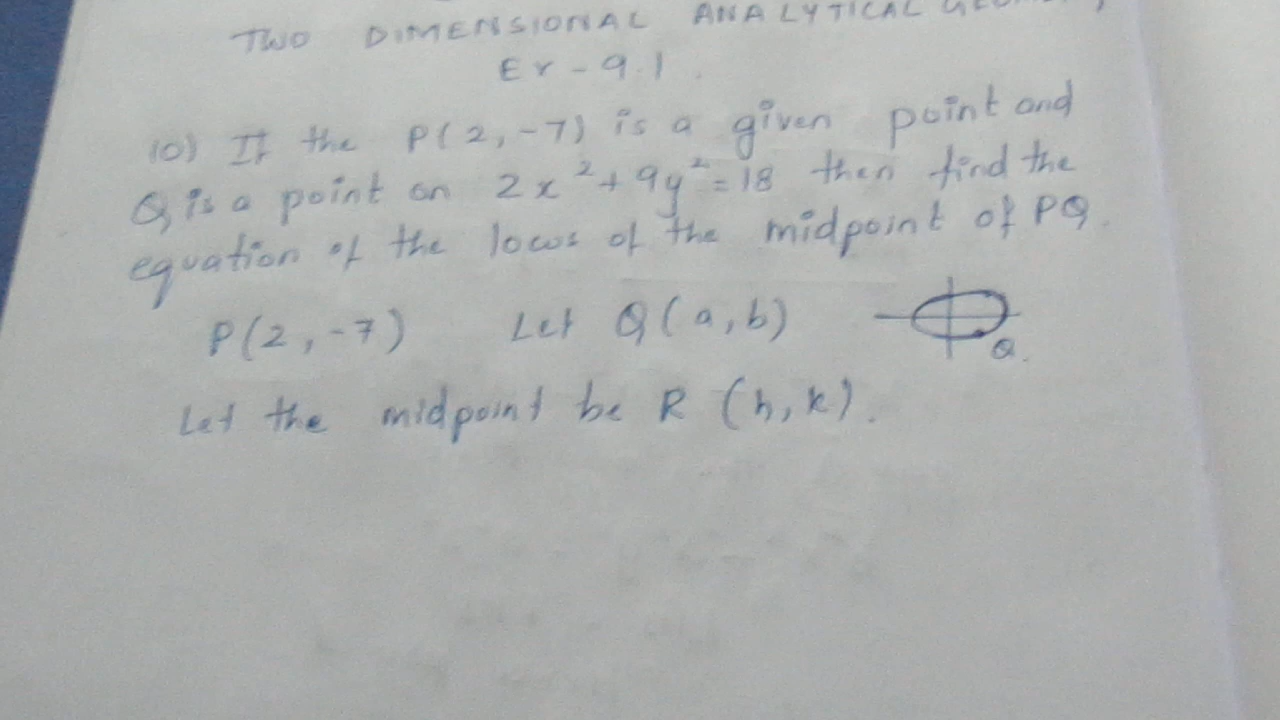 TWO DIMENSIONAL ANALYTICAL
Ex - 9.1.
10) If the P(2, -7) is a given point and
Q is a point on 2x² + 9y² = 18 then find the
equation of the locus of the midpoint of PQ.
P(2, -7) Let Q(a, b)
Q.
Let the midpoint be R (h, k).